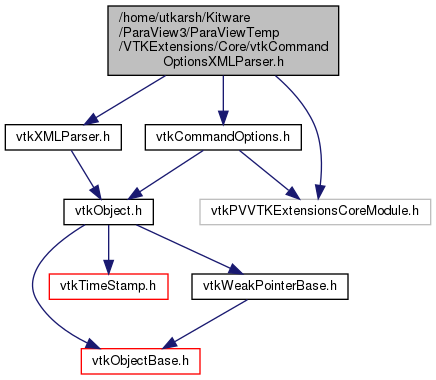 /home/utkarsh/Kitware
/ParaView3/ParaViewTemp
/VTKExtensions/Core/vtkCommand
OptionsXMLParser.h
vtkXMLParser.h
vtkCommandOptions.h
vtkObject.h
vtkPVVTKExtensionsCoreModule.h
vtkTimeStamp.h
vtkWeakPointerBase.h
vtkObjectBase.h